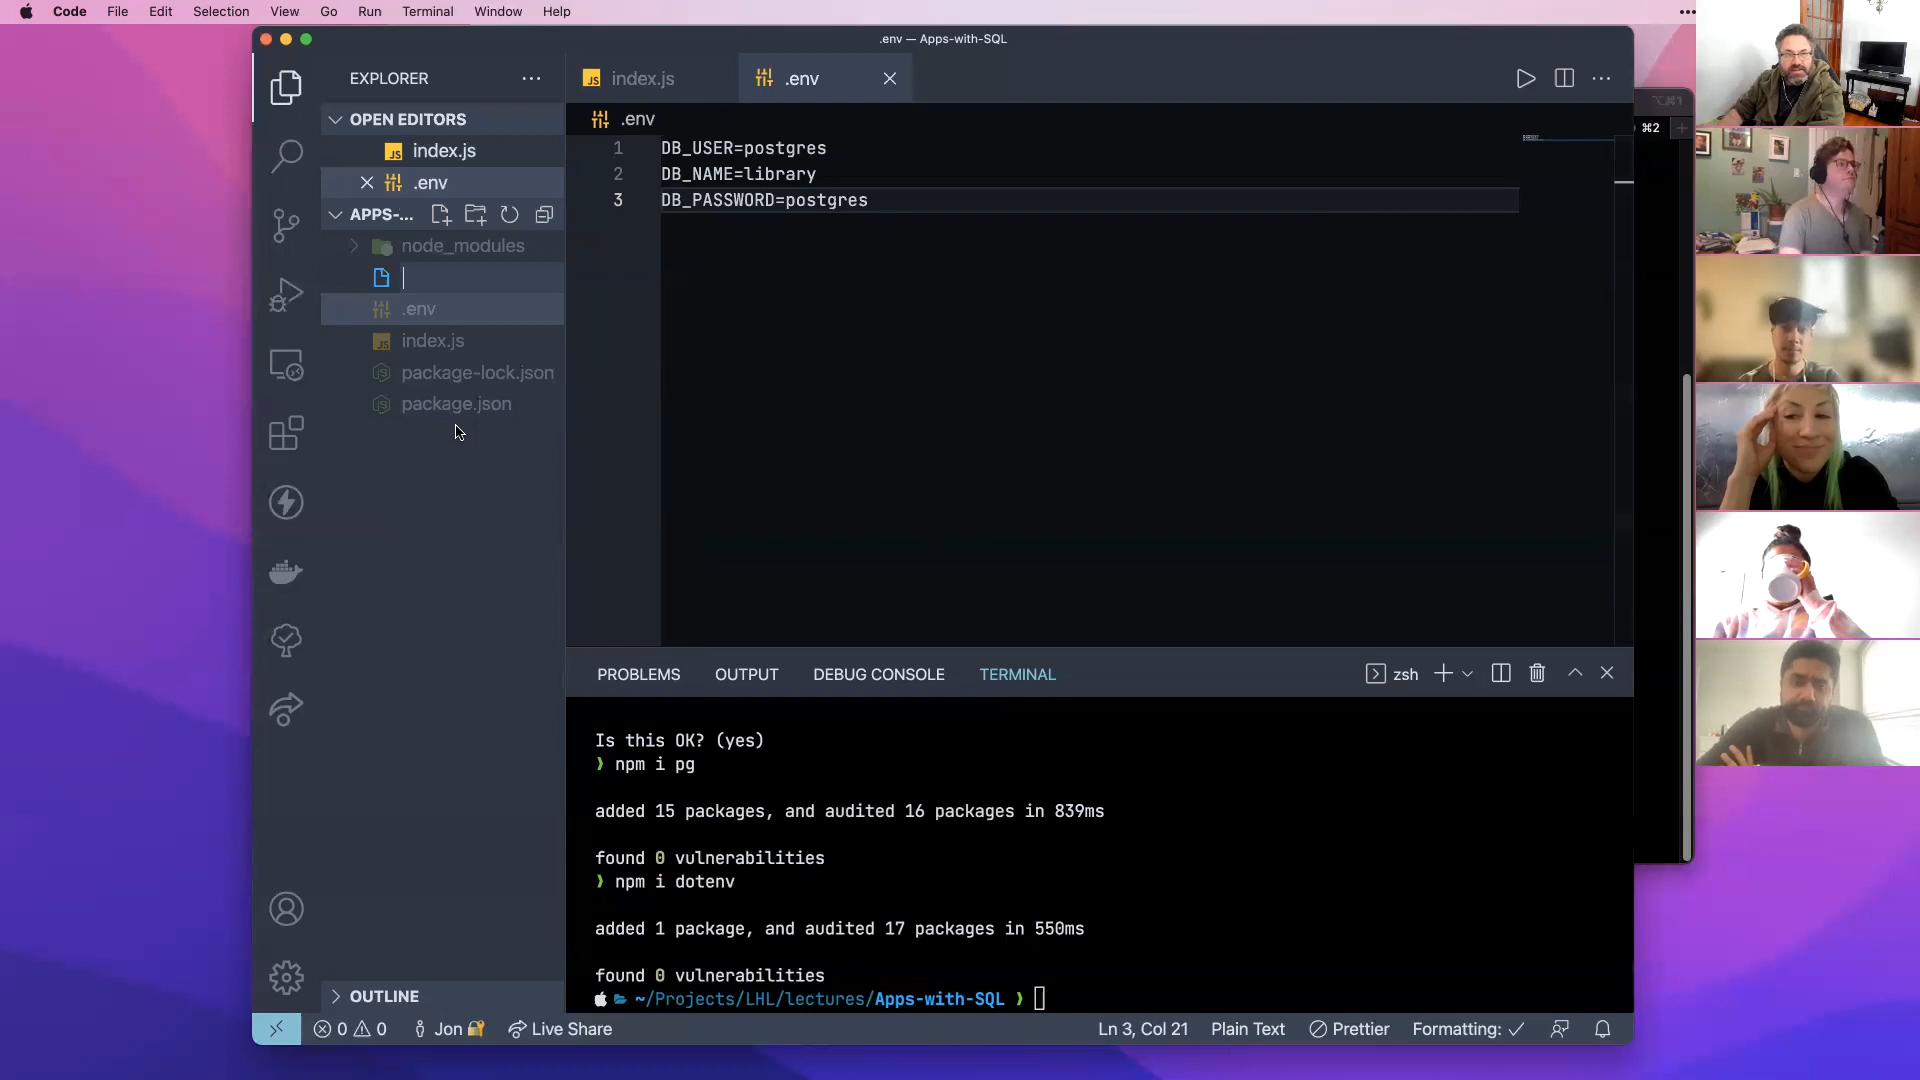 Code File Edit Selection View Go Run Terminal Window Help
.env — Apps-with-SQL
EXPLORER
index.js
.env
OPEN EDITORS
index.js
.env
APPS-...
node_modules
.env
index.js
package-lock.json
package.json
OUTLINE
.env
1 DB_USER=postgres
2 DB_NAME=library
3 DB_PASSWORD=postgres
PROBLEMS OUTPUT DEBUG CONSOLE TERMINAL
zsh
Is this OK? (yes)
❯ npm i pg
added 15 packages, and audited 16 packages in 839ms
found 0 vulnerabilities
❯ npm i dotenv
added 1 package, and audited 17 packages in 550ms
found 0 vulnerabilities
~/Projects/LHL/lectures/Apps-with-SQL ❯
0 0 Jon Live Share
Ln 3, Col 21 Plain Text Prettier Formatting: ✓
⌥⌘1
⌘2